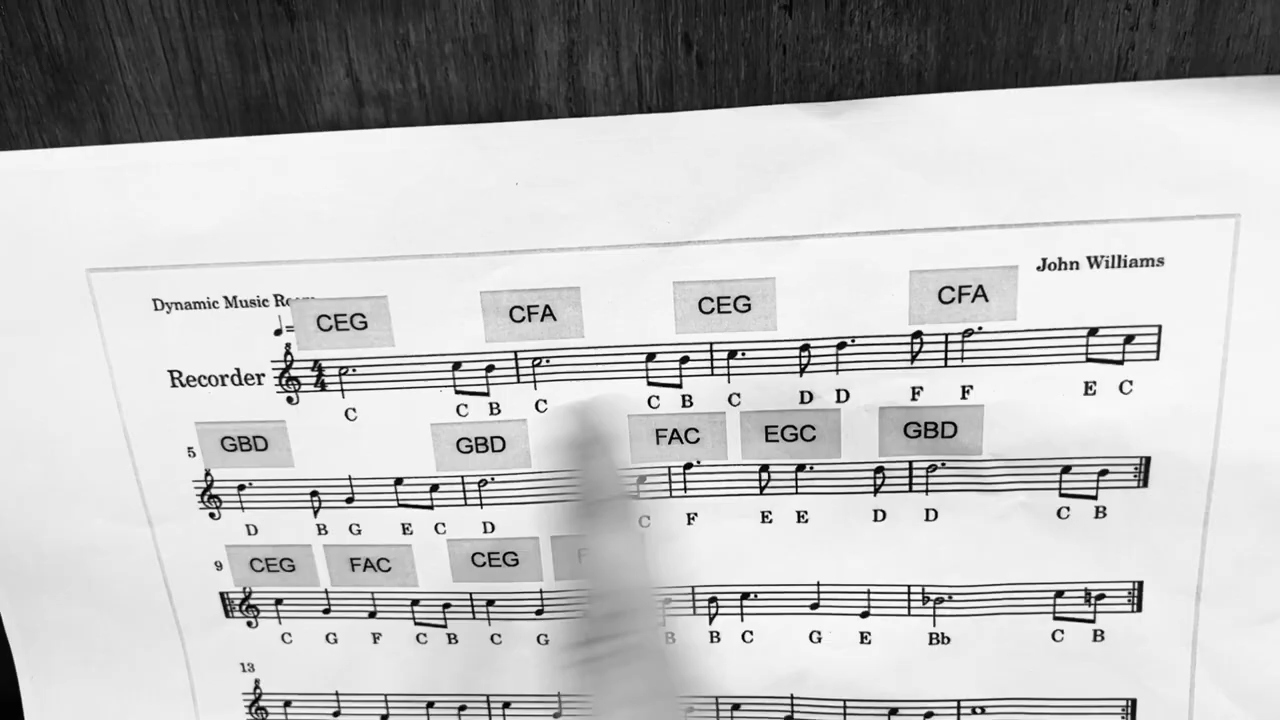 John Williams
Dynamic Music
CEG CFA CEG CFA
Recorder
C C B C C B C D D F F E C
GBD GBD FAC EGC GBD
5
D B G E C D C F E E D D C B
CEG FAC CEG
9
C G F C B C G B B C G E Bb C B
13